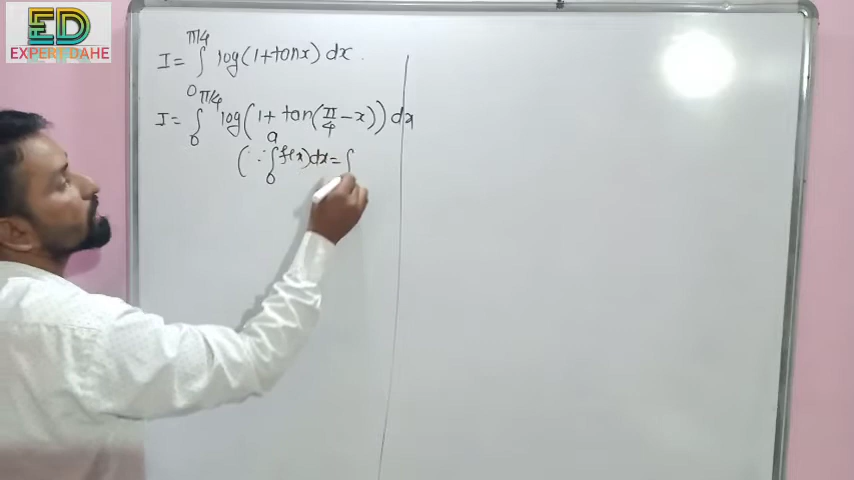 ED
EXPERT DAHE
I = ∫₀^π/4 log(1+tanx) dx.
I = ∫₀^π/4 log(1+ tan(π/4 − x)) dx
(∵ ∫₀^a f(x)dx = ∫